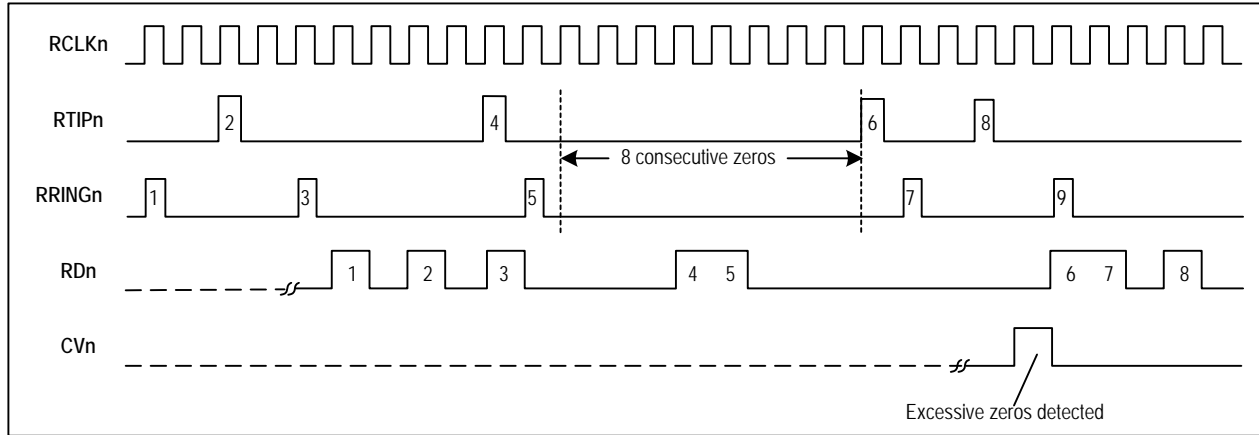 RCLKn
RTIPn
2
4
6
8
8 consecutive zeros
RRINGn
1
3
5
7
9
RDn
1
2
3
4 5
6 7
8
CVn
Excessive zeros detected